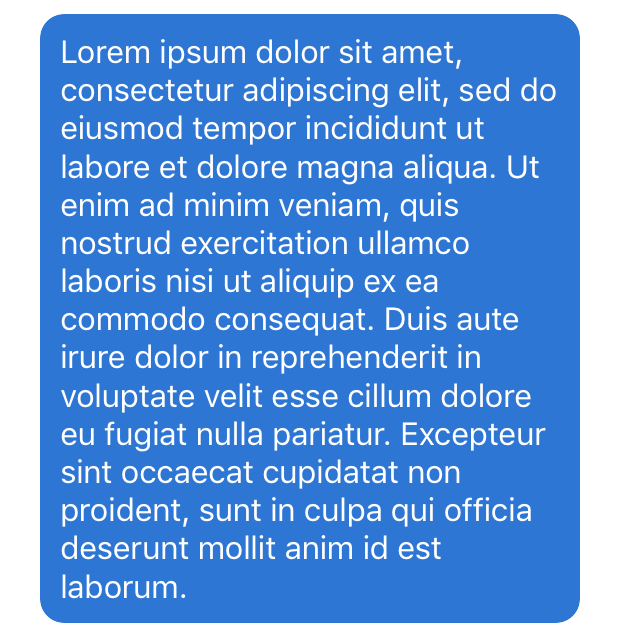 Lorem ipsum dolor sit amet,
consectetur adipiscing elit, sed do
eiusmod tempor incididunt ut
labore et dolore magna aliqua. Ut
enim ad minim veniam, quis
nostrud exercitation ullamco
laboris nisi ut aliquip ex ea
commodo consequat. Duis aute
irure dolor in reprehenderit in
voluptate velit esse cillum dolore
eu fugiat nulla pariatur. Excepteur
sint occaecat cupidatat non
proident, sunt in culpa qui officia
deserunt mollit anim id est
laborum.